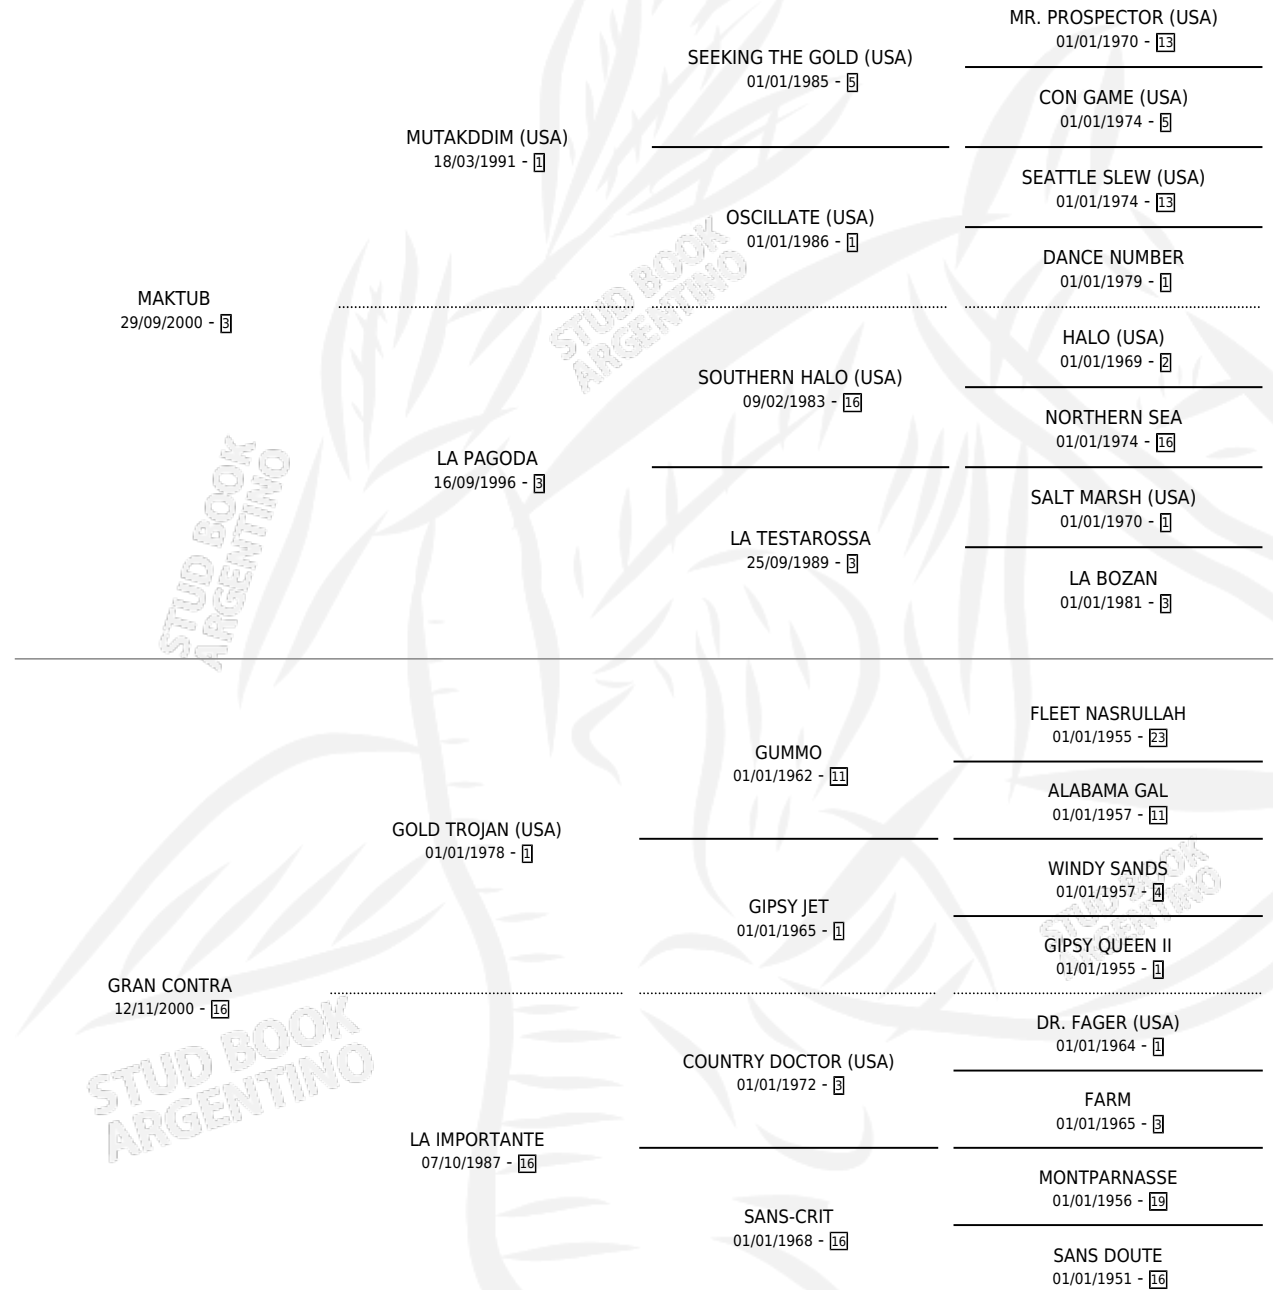 MR. PROSPECTOR (USA)
01/01/1970 - 13
SEEKING THE GOLD (USA)
01/01/1985 - 5
CON GAME (USA)
01/01/1974 - 5
MUTAKDDIM (USA)
18/03/1991 - 1
SEATTLE SLEW (USA)
01/01/1974 - 13
OSCILLATE (USA)
01/01/1986 - 1
DANCE NUMBER
01/01/1979 - 1
MAKTUB
29/09/2000 - 3
STUD BOOK
ARGENTINO
HALO (USA)
01/01/1969 - 2
SOUTHERN HALO (USA)
09/02/1983 - 16
NORTHERN SEA
01/01/1974 - 16
LA PAGODA
16/09/1996 - 3
SALT MARSH (USA)
01/01/1970 - 1
LA TESTAROSSA
25/09/1989 - 3
LA BOZAN
01/01/1981 - 3
STUD BOOK
ARGENTINO
FLEET NASRULLAH
01/01/1955 - 23
GUMMO
01/01/1962 - 11
ALABAMA GAL
01/01/1957 - 11
GOLD TROJAN (USA)
01/01/1978 - 1
WINDY SANDS
01/01/1957 - 4
STUD BOOK
ARGENTINO
GIPSY JET
01/01/1965 - 1
GIPSY QUEEN II
01/01/1955 - 1
GRAN CONTRA
12/11/2000 - 16
STUD BOOK
ARGENTINO
DR. FAGER (USA)
01/01/1964 - 1
COUNTRY DOCTOR (USA)
01/01/1972 - 3
FARM
01/01/1965 - 3
LA IMPORTANTE
07/10/1987 - 16
MONTPARNASSE
01/01/1956 - 19
SANS-CRIT
01/01/1968 - 16
SANS DOUTE
01/01/1951 - 16